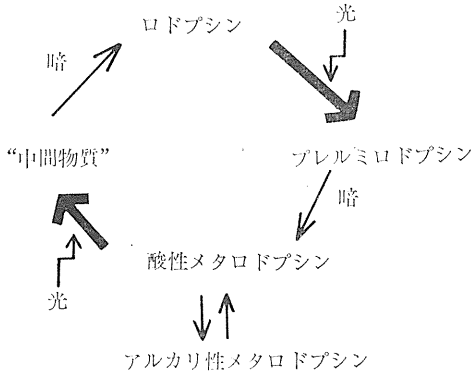 ロドプシン
光
暗
“中間物質”
プレルミロドプシン
暗
酸性メタロドプシン
光
アルカリ性メタロドプシン